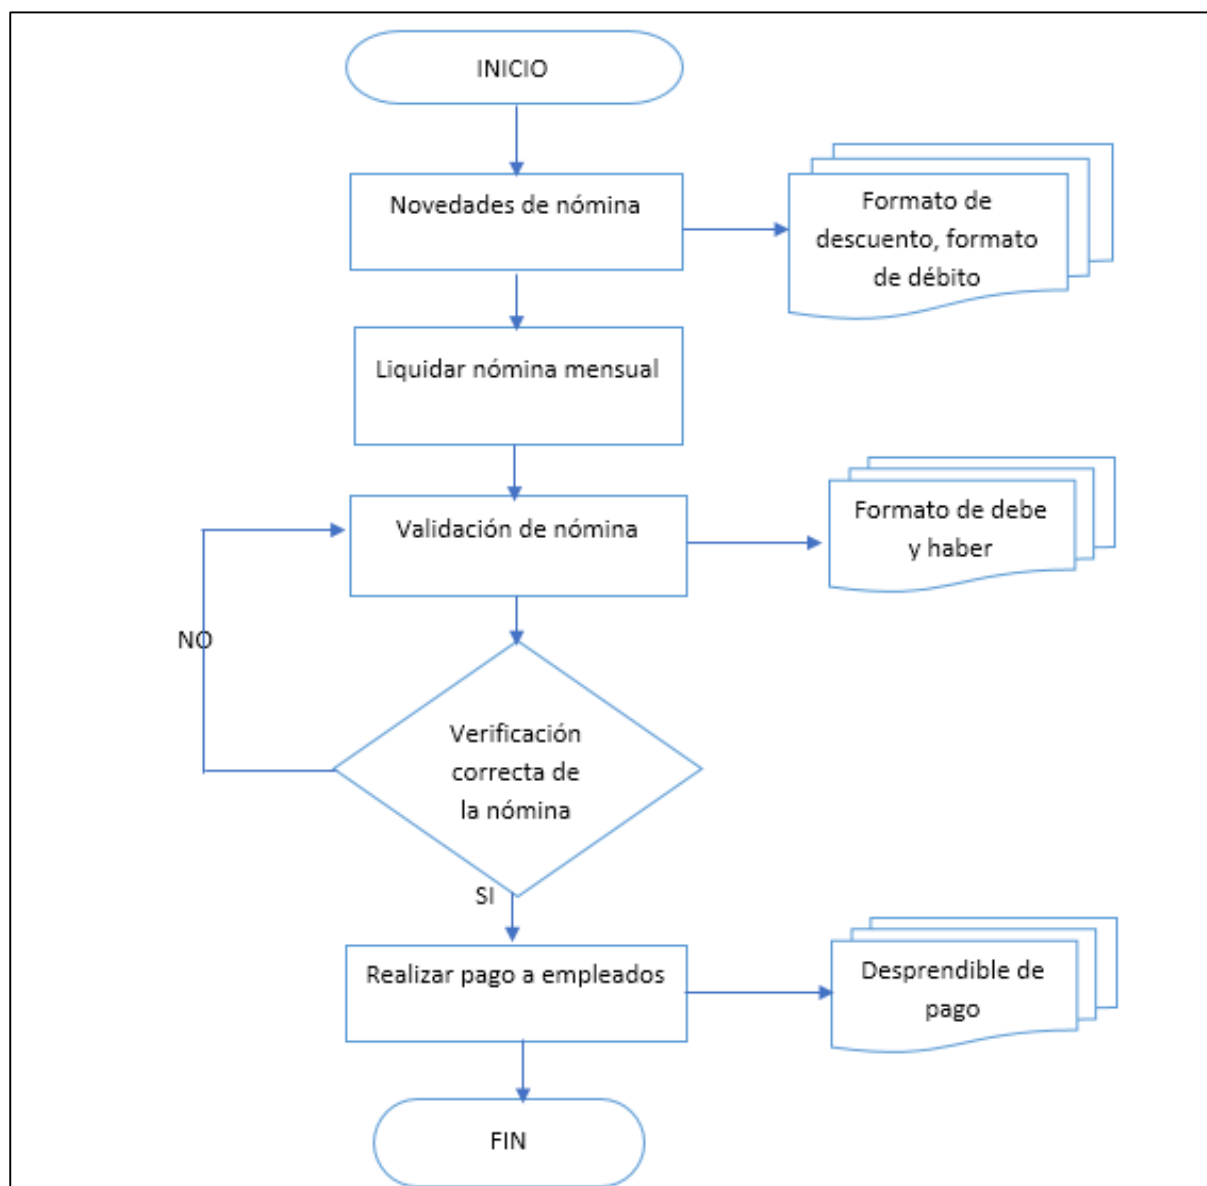 INICIO
Novedades de nómina
Formato de
descuento, formato
de débito
Liquidar nómina mensual
Validación de nómina
Formato de debe
y haber
NO
Verificación
correcta de
la nómina
SI
Realizar pago a empleados
Desprendible de
pago
FIN